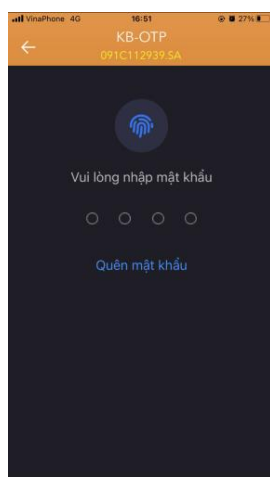 VinaPhone 4G 16:51 27%
KB-OTP
091C112939.SA
Vui lòng nhập mật khẩu
Quên mật khẩu